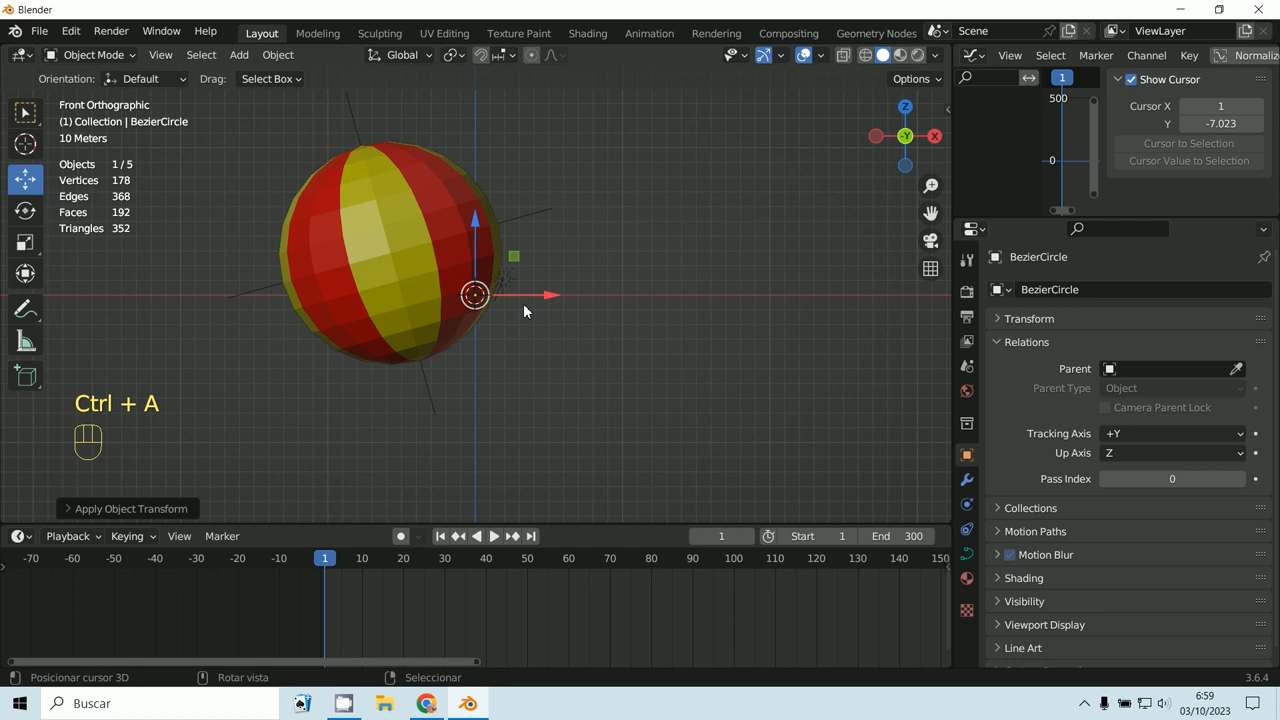 Blender
File Edit Render Window Help Layout Modeling Sculpting UV Editing Texture Paint Shading Animation Rendering Compositing Geometry Nodes Scene ViewLayer
Object Mode View Select Add Object Global View Select Marker Channel Key Normaliz
Orientation: Default Drag: Select Box Options
1 Show Cursor
Front Orthographic
(1) Collection | BezierCircle
10 Meters
500
Cursor X 1
Y -7.023
Cursor to Selection
Cursor Value to Selection
0
Z
-Y
X
Objects 1 / 5
Vertices 178
Edges 368
Faces 192
Triangles 352
BezierCircle
BezierCircle
Transform
Relations
Parent
Parent Type Object
Camera Parent Lock
Tracking Axis +Y
Up Axis Z
Pass Index 0
Collections
Motion Paths
Motion Blur
Shading
Visibility
Viewport Display
Line Art
Ctrl + A
Apply Object Transform
Playback Keying View Marker 1 Start 1 End 300
-70 -60 -50 -40 -30 -20 -10 1 10 20 30 40 50 60 70 80 90 100 110 120 130 140 150
Posicionar cursor 3D Rotar vista Seleccionar 3.6.4
Buscar
6:59
03/10/2023